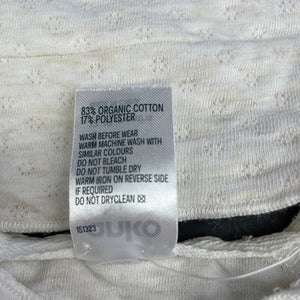 83% ORGANIC COTTON
17% POLYESTER
WASH BEFORE WEAR
WARM MACHINE WASH WITH
SIMILAR COLOURS
DO NOT BLEACH
DO NOT TUMBLE DRY
WARM IRON ON REVERSE SIDE
IF REQUIRED
DO NOT DRYCLEAN
161323